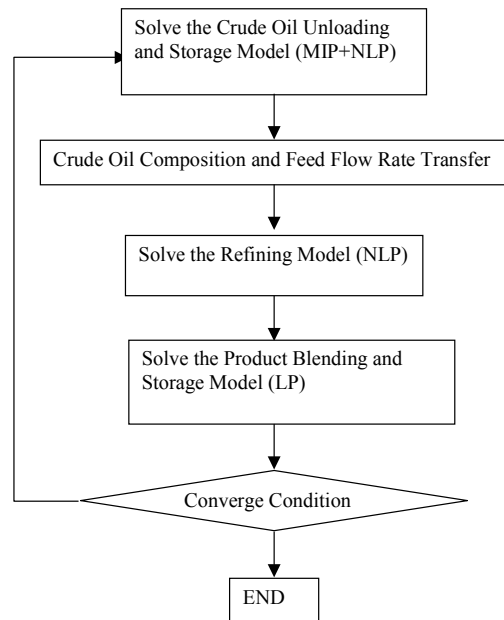 Solve the Crude Oil Unloading
and Storage Model (MIP+NLP)
Crude Oil Composition and Feed Flow Rate Transfer
Solve the Refining Model (NLP)
Solve the Product Blending and
Storage Model (LP)
Converge Condition
END